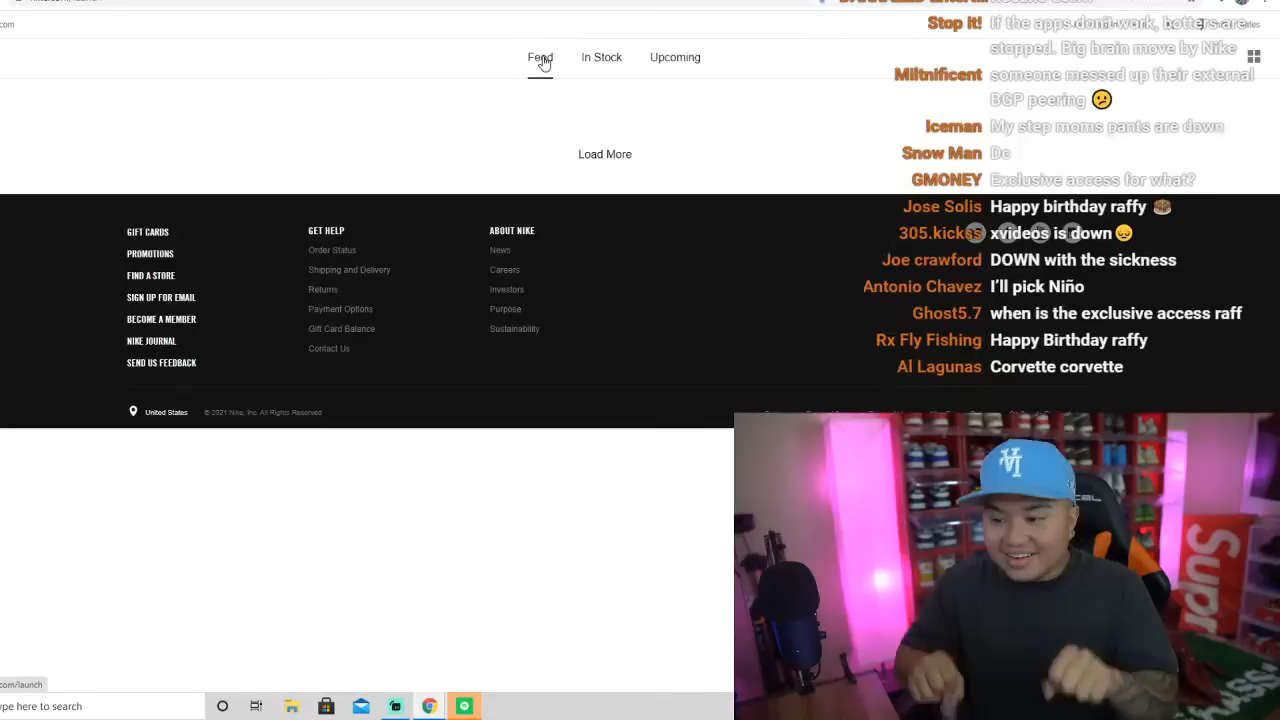 .com
Feed In Stock Upcoming
Load More
GIFT CARDS
PROMOTIONS
FIND A STORE
SIGN UP FOR EMAIL
BECOME A MEMBER
NIKE JOURNAL
SEND US FEEDBACK
GET HELP
Order Status
Shipping and Delivery
Returns
Payment Options
Gift Card Balance
Contact Us
ABOUT NIKE
News
Careers
Investors
Purpose
Sustainability
United States © 2021 Nike, Inc. All Rights Reserved
Stop it! If the apps don't work, botters are
stopped. Big brain move by Nike
Miltnificent someone messed up their external
BGP peering 😕
Iceman My step moms pants are down
Snow Man Dc
GMONEY Exclusive access for what?
Jose Solis Happy birthday raffy 🎂
305.kickss xvideos is down 😞
Joe crawford DOWN with the sickness
Antonio Chavez I'll pick Niño
Ghost5.7 when is the exclusive access raff
Rx Fly Fishing Happy Birthday raffy
Al Lagunas Corvette corvette
Supr
.com/launch
ype here to search